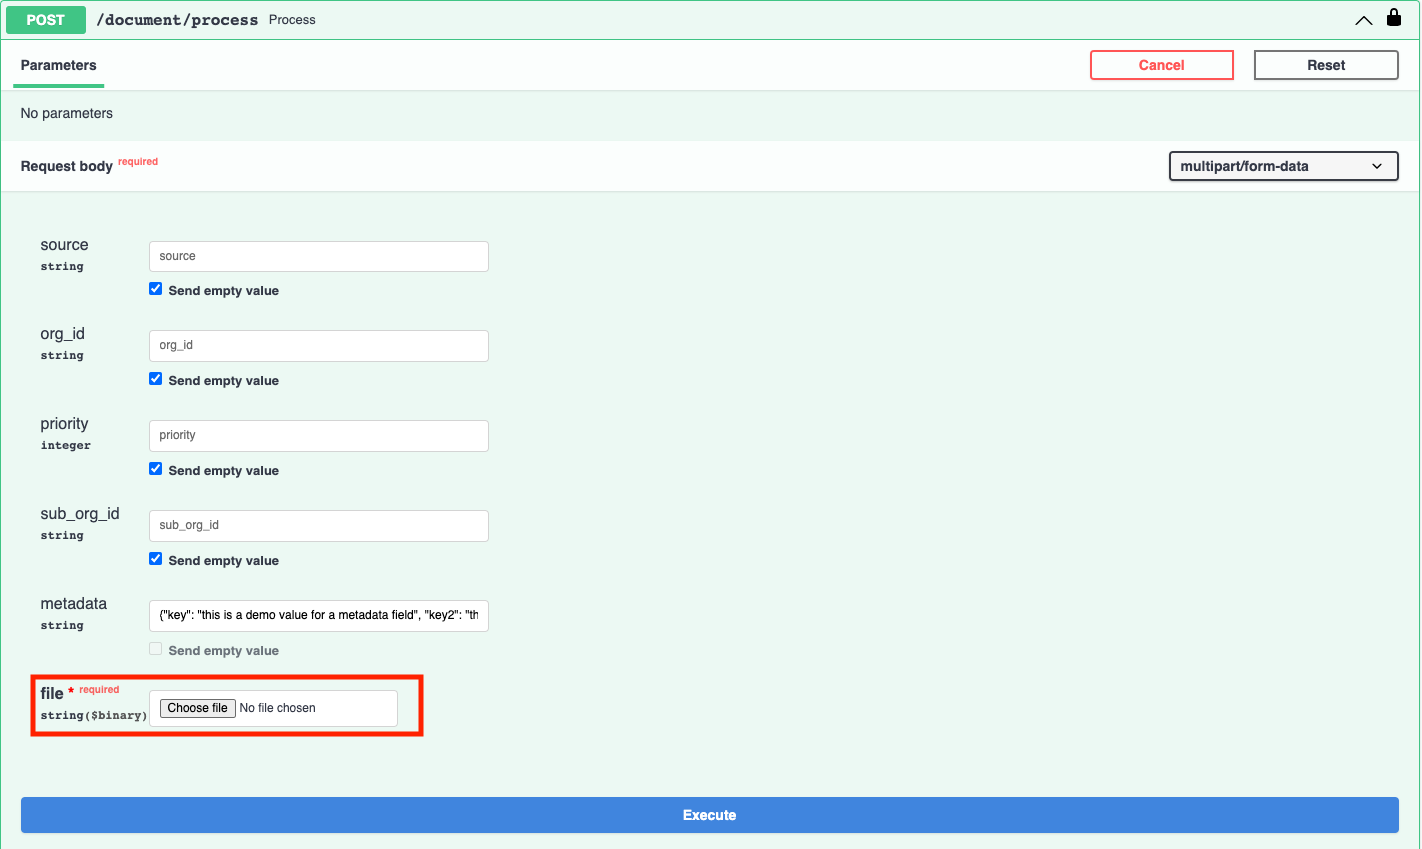 POST /document/process Process
Parameters Cancel Reset
No parameters
Request body required multipart/form-data
source source
string
Send empty value
org_id org_id
string
Send empty value
priority priority
integer
Send empty value
sub_org_id sub_org_id
string
Send empty value
metadata {"key": "this is a demo value for a metadata field", "key2": "th
string
Send empty value
file * required
string($binary) Choose file No file chosen
Execute